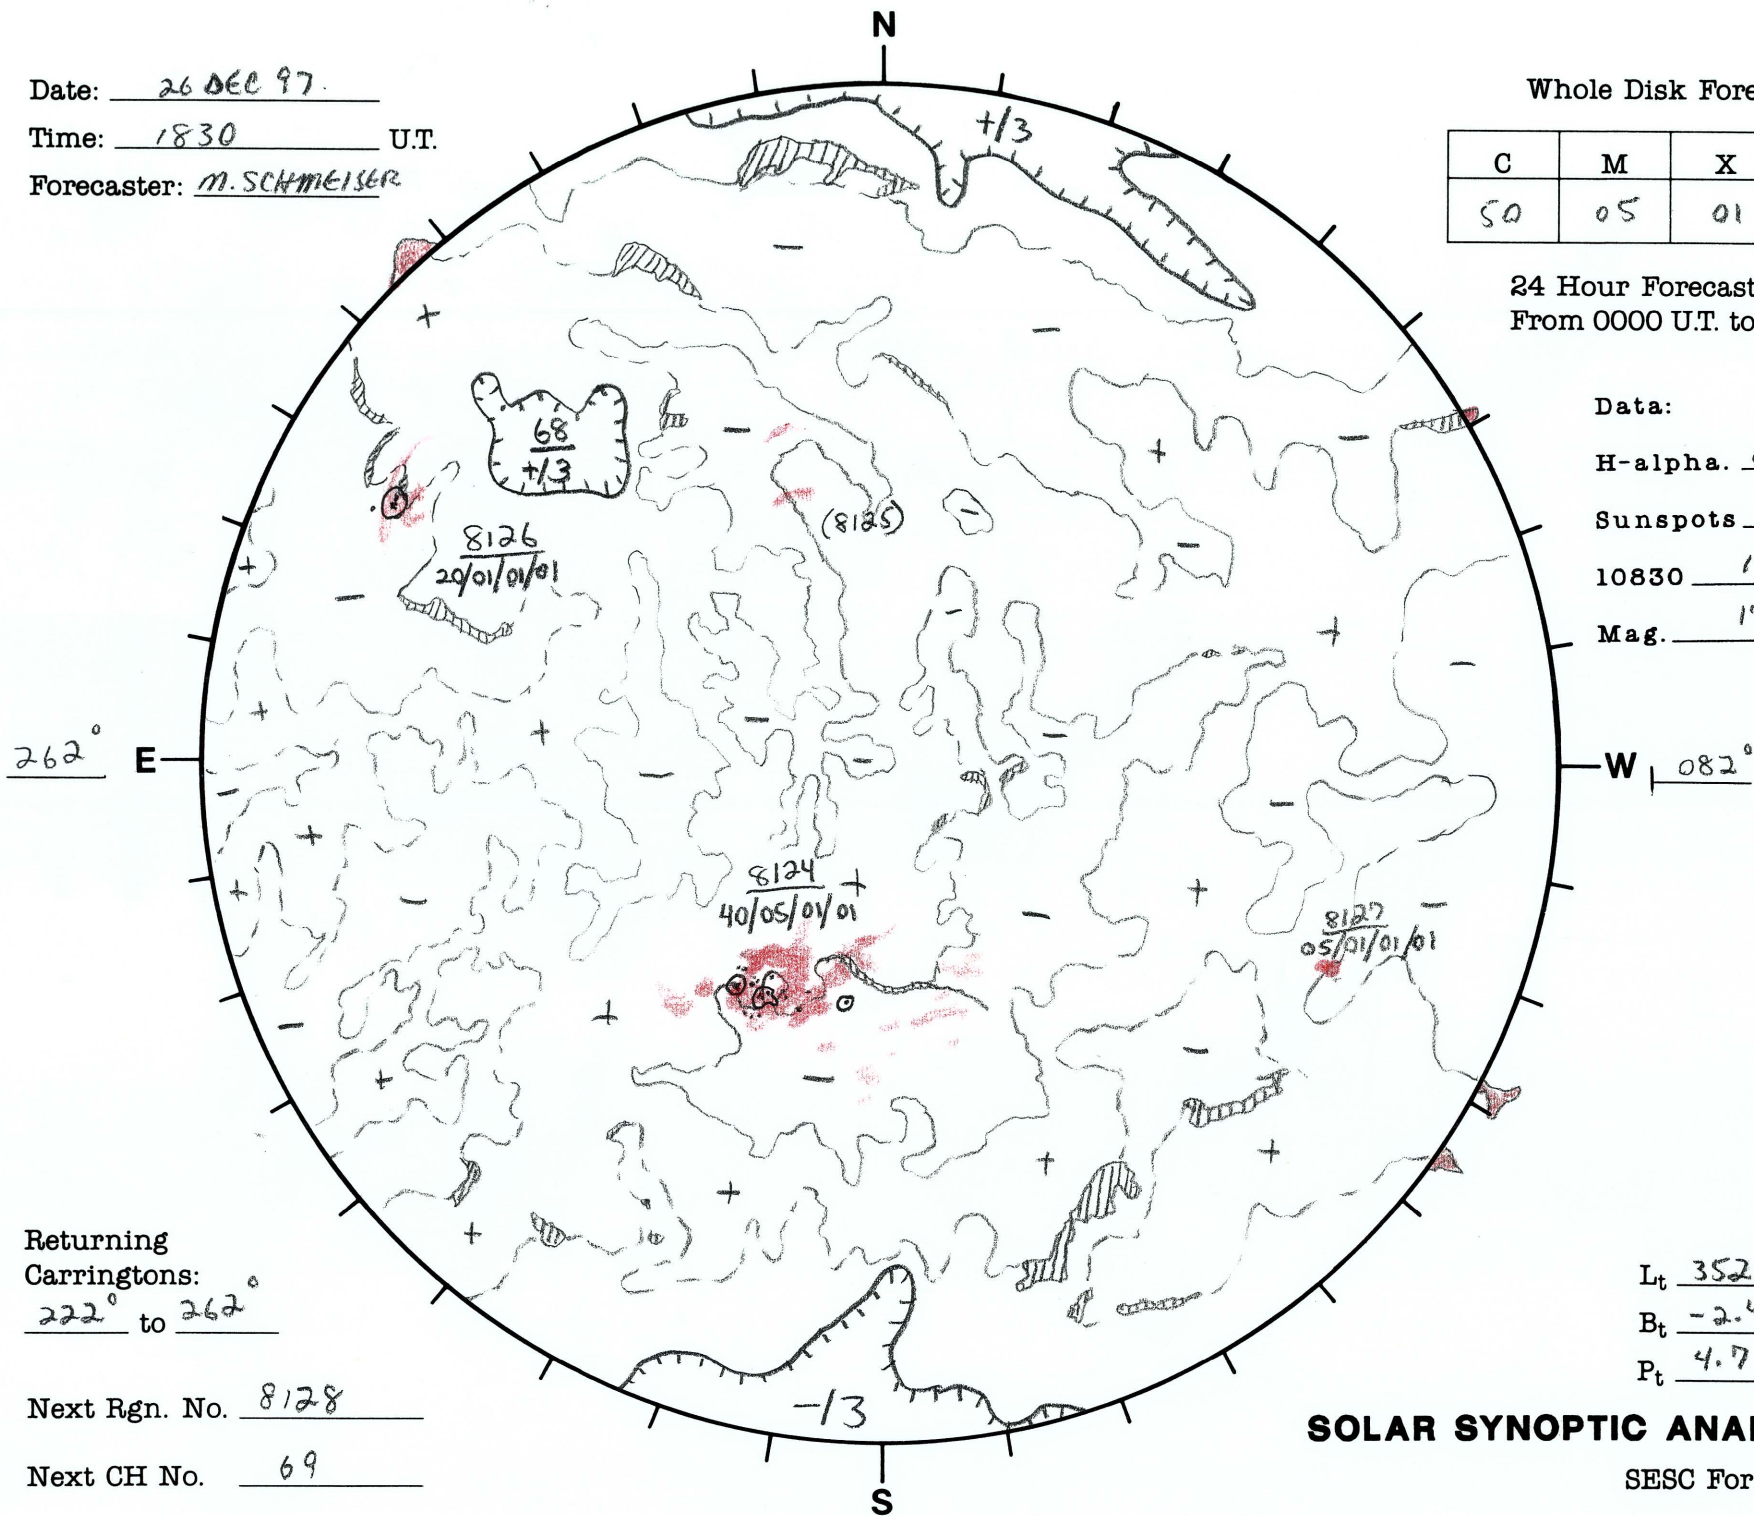 N
Date: 26 DEC 97.
Time: 1830 U.T.
Forecaster: M. SCHMEISER
Whole Disk Fore
C M X
50 05 01
24 Hour Forecast
From 0000 U.T. to
+/3
Data:
H-alpha.
Sunspots
10830
Mag.
68
+/3
(8125)
8126
20/01/01/01
262° E
W 082°
8124
40/05/01/01
8127
05/01/01/01
Returning
Carringtons:
222° to 262°
Lt 352
Bt -2.4
Pt 4.7
Next Rgn. No. 8128
-/3
SOLAR SYNOPTIC ANA
Next CH No. 69
SESC For
S